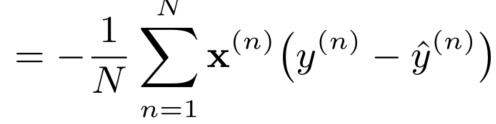 = -\frac{1}{N} \sum_{n=1}^{N} \mathbf{x}^{(n)} \left( y^{(n)} - \hat{y}^{(n)} \right)